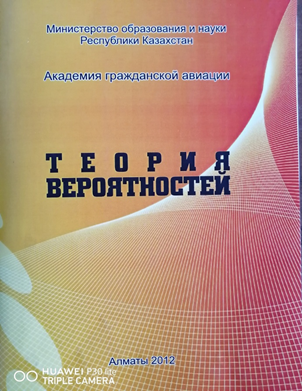 Министерство образования и науки
Республики Казахстан
Академия гражданской авиации
ТЕОРИЯ
ВЕРОЯТНОСТЕЙ
Алматы 2012
HUAWEI P30 lite
TRIPLE CAMERA